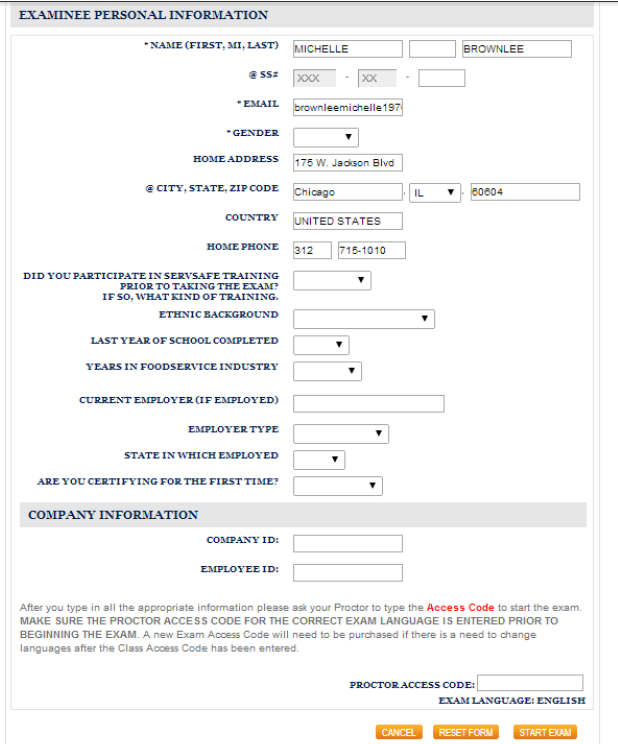 EXAMINEE PERSONAL INFORMATION
* NAME (FIRST, MI, LAST) MICHELLE BROWNLEE
@ SS# XXX - XX -
* EMAIL brownleemichelle197
* GENDER
HOME ADDRESS 175 W. Jackson Blvd
@ CITY, STATE, ZIP CODE Chicago , IL , 60604
COUNTRY UNITED STATES
HOME PHONE 312 715-1010
DID YOU PARTICIPATE IN SERVSAFE TRAINING
PRIOR TO TAKING THE EXAM?
IF SO, WHAT KIND OF TRAINING.
ETHNIC BACKGROUND
LAST YEAR OF SCHOOL COMPLETED
YEARS IN FOODSERVICE INDUSTRY
CURRENT EMPLOYER (IF EMPLOYED)
EMPLOYER TYPE
STATE IN WHICH EMPLOYED
ARE YOU CERTIFYING FOR THE FIRST TIME?
COMPANY INFORMATION
COMPANY ID:
EMPLOYEE ID:
After you type in all the appropriate information please ask your Proctor to type the Access Code to start the exam.
MAKE SURE THE PROCTOR ACCESS CODE FOR THE CORRECT EXAM LANGUAGE IS ENTERED PRIOR TO
BEGINNING THE EXAM. A new Exam Access Code will need to be purchased if there is a need to change
languages after the Class Access Code has been entered.
PROCTOR ACCESS CODE:
EXAM LANGUAGE: ENGLISH
CANCEL RESET FORM START EXAM